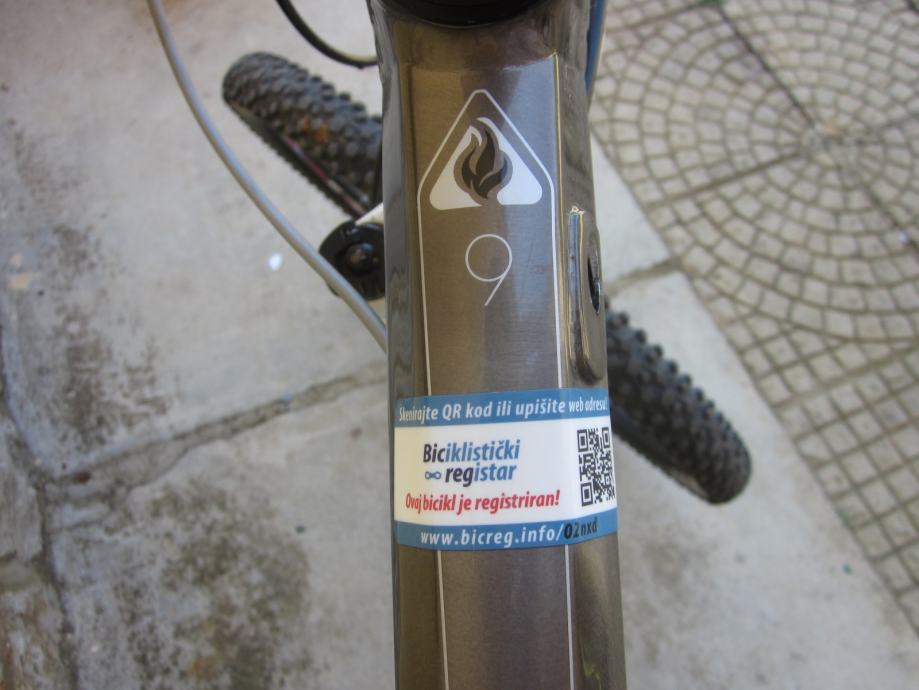 9
Skenirajte QR kod ili upišite web adresu!
Biciklistički
registar
Ovaj bicikl je registriran!
www.bicreg.info/02nxd